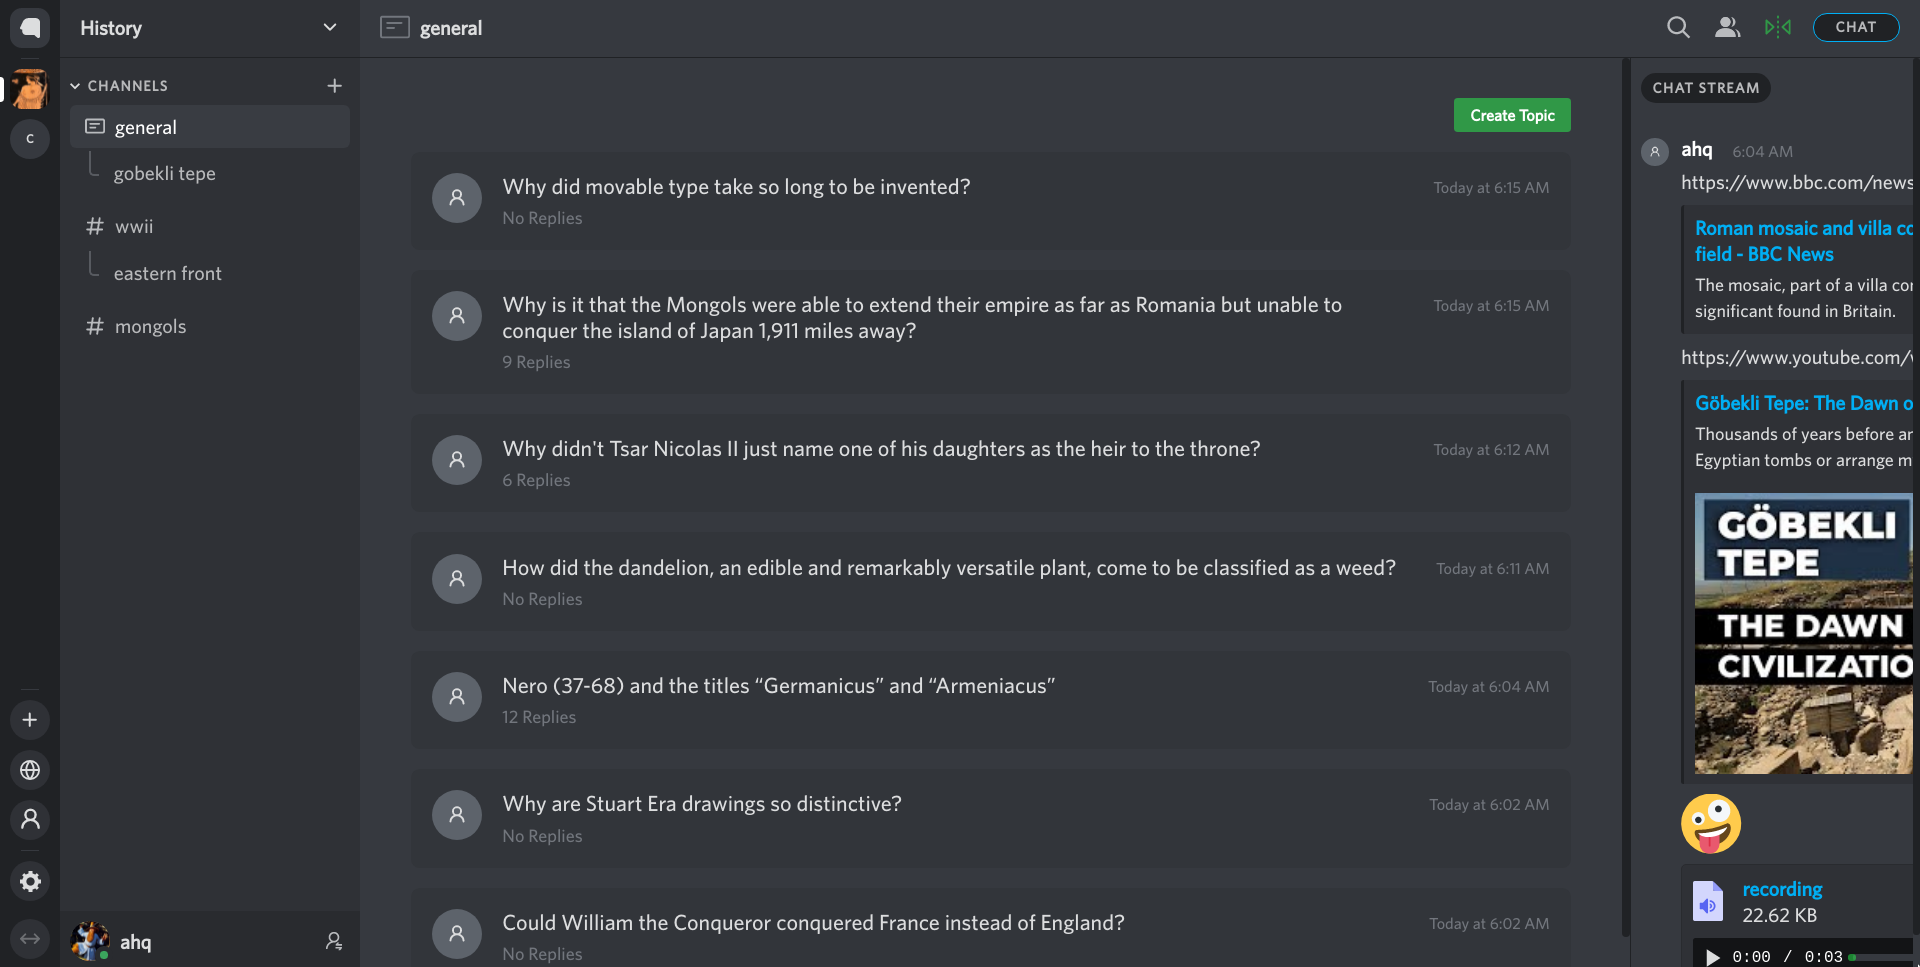 History
general
CHAT
CHANNELS
general
gobekli tepe
wwii
eastern front
mongols
C
ahq
Create Topic
Why did movable type take so long to be invented?
Today at 6:15 AM
No Replies
Why is it that the Mongols were able to extend their empire as far as Romania but unable to
Today at 6:15 AM
conquer the island of Japan 1,911 miles away?
9 Replies
Why didn't Tsar Nicolas II just name one of his daughters as the heir to the throne?
Today at 6:12 AM
6 Replies
How did the dandelion, an edible and remarkably versatile plant, come to be classified as a weed?
Today at 6:11 AM
No Replies
Nero (37-68) and the titles “Germanicus” and “Armeniacus”
Today at 6:04 AM
12 Replies
Why are Stuart Era drawings so distinctive?
Today at 6:02 AM
No Replies
Could William the Conqueror conquered France instead of England?
Today at 6:02 AM
No Replies
CHAT STREAM
ahq 6:04 AM
https://www.bbc.com/news
Roman mosaic and villa co
field - BBC News
The mosaic, part of a villa co
significant found in Britain.
https://www.youtube.com/
Göbekli Tepe: The Dawn o
Thousands of years before a
Egyptian tombs or arrange m
GÖBEKLI
TEPE
THE DAWN
CIVILIZATIO
recording
22.62 KB
0:00 / 0:03